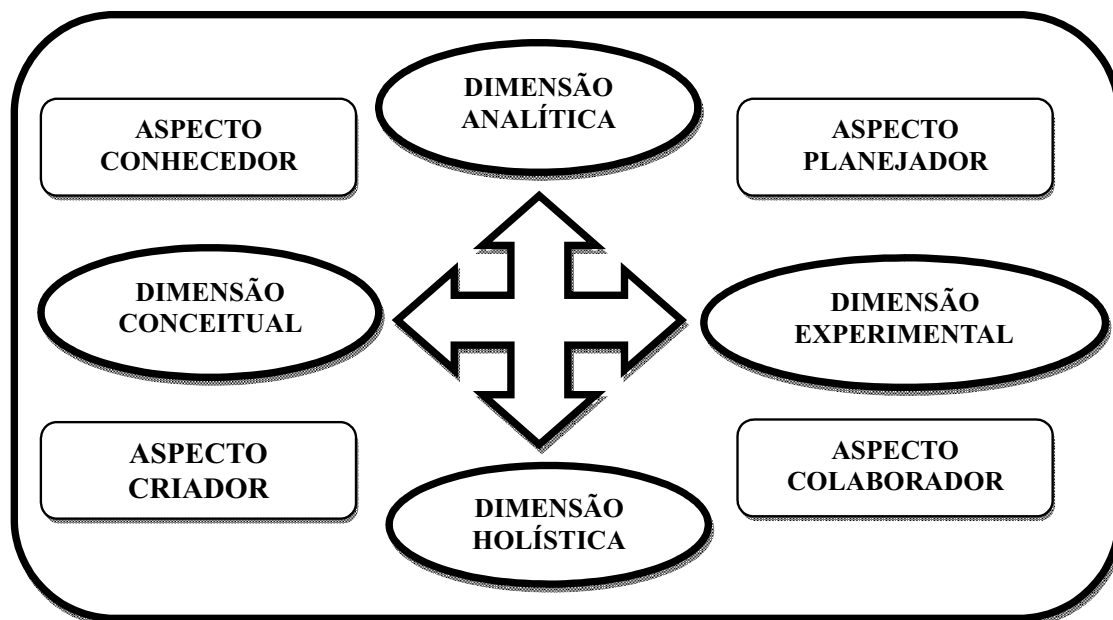 DIMENSÃO
ANALÍTICA
ASPECTO
CONHECEDOR
ASPECTO
PLANEJADOR
DIMENSÃO
CONCEITUAL
DIMENSÃO
EXPERIMENTAL
ASPECTO
CRIADOR
ASPECTO
COLABORADOR
DIMENSÃO
HOLÍSTICA